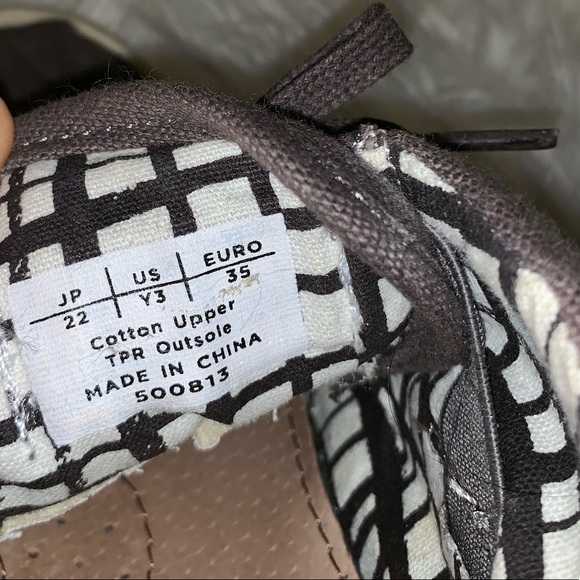 JP | US | EURO
22 | Y3 | 35
Cotton Upper
TPR Outsole
MADE IN CHINA
500813